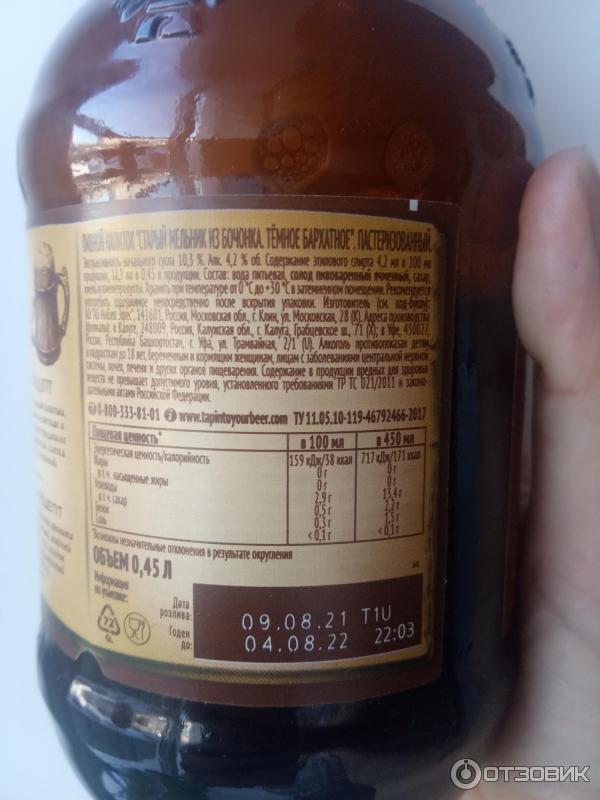 ПИВНОЙ НАПИТОК "СТАРЫЙ МЕЛЬНИК ИЗ БОЧОНКА. ТЁМНОЕ БАРХАТНОЕ". ПАСТЕРИЗОВАННЫЙ.
Экстрактивность начального сусла 10,3 %. Алк. 4,2 % об. Содержание этилового спирта 4,2 мл в 100 мл
продукции; 18,9 мл в 0,45 л продукции. Состав: вода питьевая, солод пивоваренный ячменный, сахар,
хмель и хмелепродукты. Хранить при температуре от 0 °С до +30 °С в затемненном помещении. Рекомендуется
употребить содержимое непосредственно после вскрытия упаковки. Изготовитель (см. код-букву):
АО "АБ ИнБев Эфес", 141607, Россия, Московская обл., г. Клин, ул. Московская, 28 (К). Адреса производства
(филиалы): в Калуге, 248009, Россия, Калужская обл., г. Калуга, Грабцевское ш., 71 (X); в Уфе, 450027,
Россия, Республика Башкортостан, г. Уфа, ул. Трамвайная, 2/1 (U). Алкоголь противопоказан детям
и подросткам до 18 лет, беременным и кормящим женщинам, лицам с заболеваниями центральной нервной
системы, почек, печени и других органов пищеварения. Содержание в продукции вредных для здоровья
веществ не превышает допустимого уровня, установленного требованиями ТР ТС 021/2011 и законо-
дательными актами Российской Федерации.
8-800-333-81-01 www.tapintoyourbeer.com ТУ 11.05.10-119-46792466-2017
Пищевая ценность* в 100 мл в 450 мл
Энергетическая ценность/калорийность 159 кДж/38 ккал 717 кДж/171 ккал
Жиры 0 г 0 г
в т.ч. насыщенные жиры 0 г 0 г
Углеводы 2,9 г 13,4 г
в т.ч. сахар 0,5 г 2,3 г
Белок 0,3 г 1,5 г
Соль < 0,1 г < 0,1 г
*Возможны незначительные отклонения в результате округления
ОБЪЕМ 0,45 Л
Информация
по упаковке:
72
GL
Дата
розлива:
Годен
до:
09.08.21 T1U
04.08.22 22:03
ОТЗОВИК